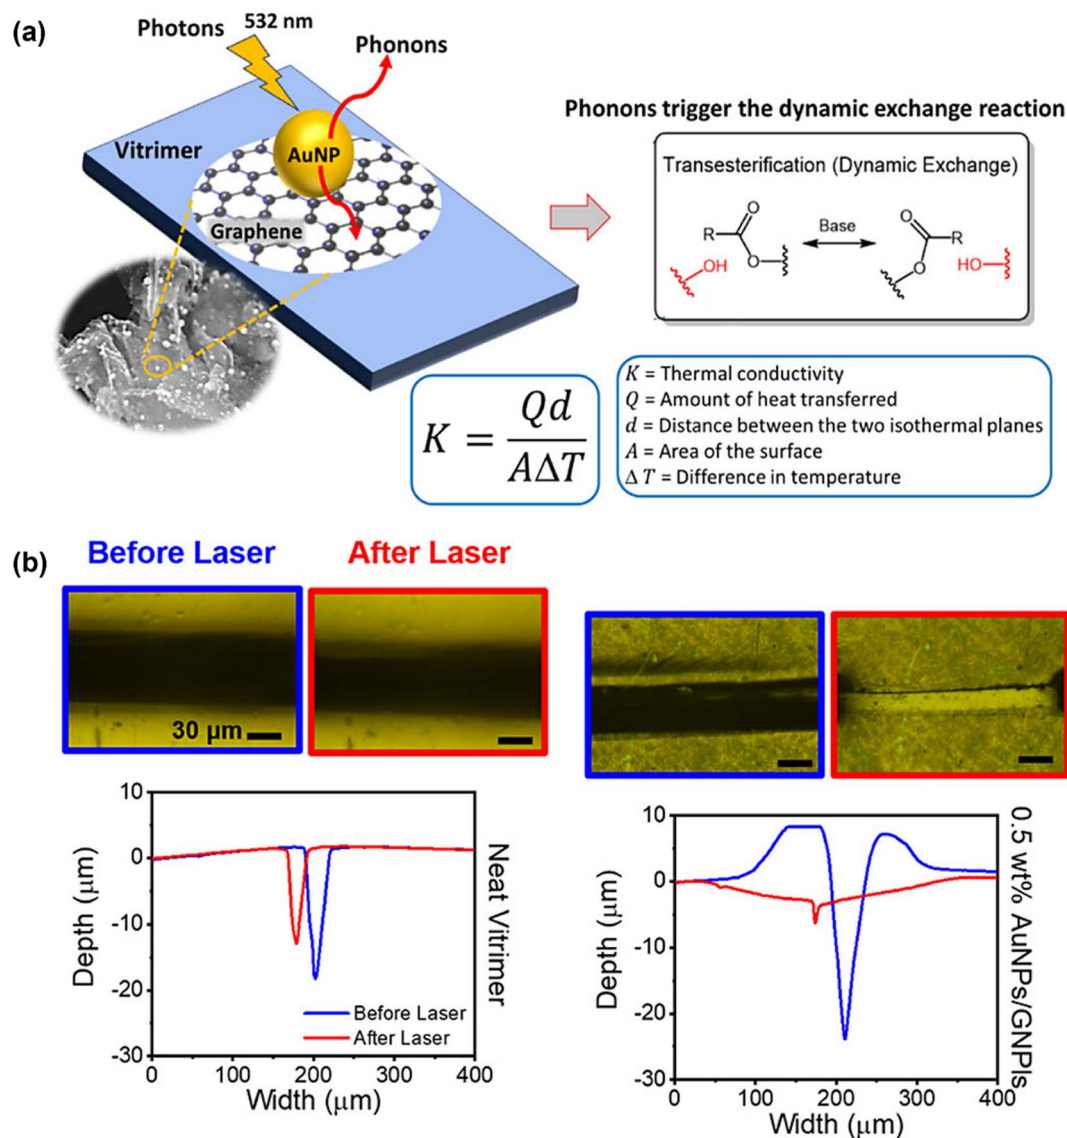 (a)
Photons
532 nm
Phonons
Vitrimer
AuNP
Graphene
Phonons trigger the dynamic exchange reaction
Transesterification (Dynamic Exchange)
O
R
O
OH
Base
O
R
O
HO
K = Qd / AΔT
K = Thermal conductivity
Q = Amount of heat transferred
d = Distance between the two isothermal planes
A = Area of the surface
Δ T = Difference in temperature
(b)
Before Laser
After Laser
30 μm
10
0
-10
-20
-30
Depth (μm)
0
100
200
300
400
Width (μm)
Before Laser
After Laser
Neat Vitrimer
10
0
-10
-20
-30
Depth (μm)
0
100
200
300
400
Width (μm)
0.5 wt% AuNPs/GNPls